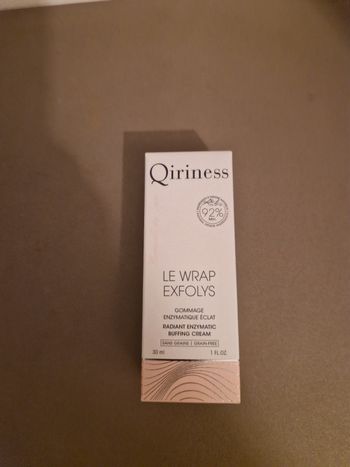 Qiriness
92%
LE WRAP
EXFOLYS
GOMMAGE
ENZYMATIQUE ÉCLAT
RADIANT ENZYMATIC
BUFFING CREAM
SANS GRAINS | GRAIN-FREE
30 ml 1 FL OZ